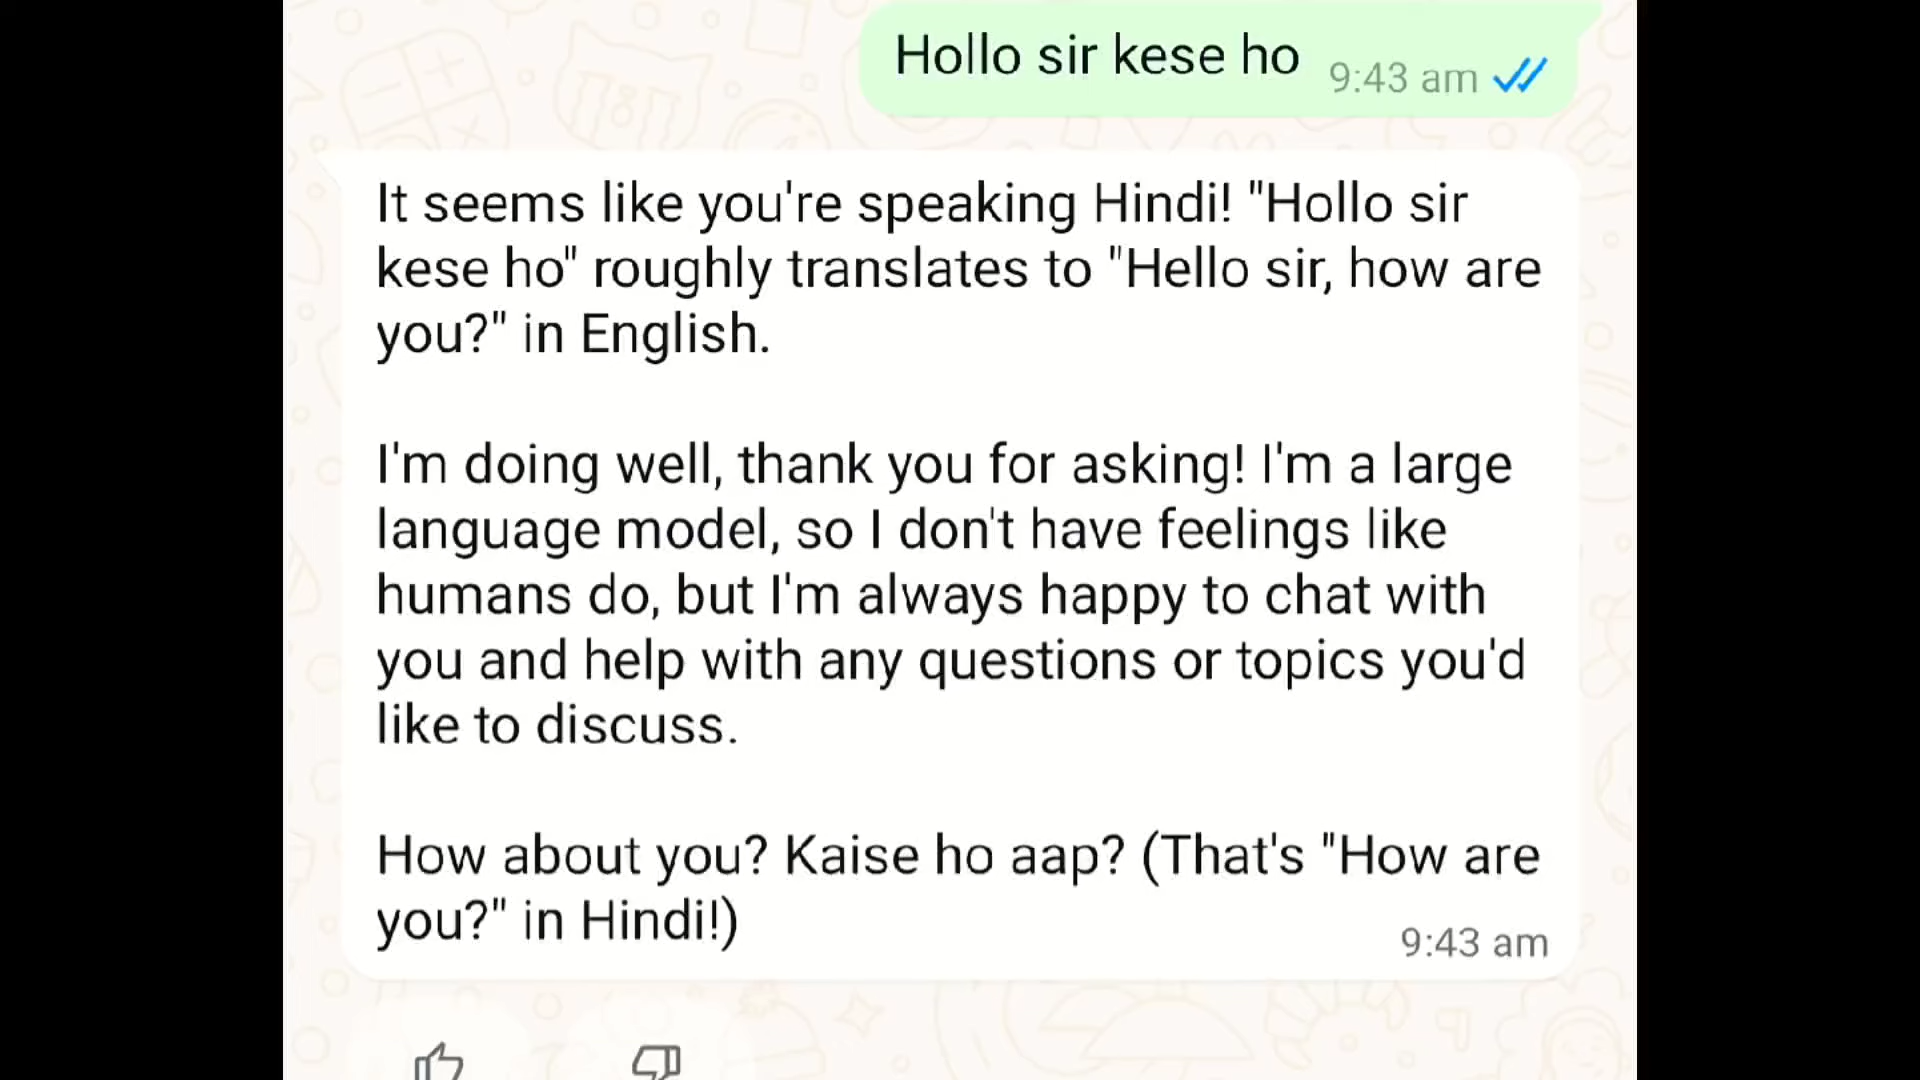 Hollo sir kese ho
9:43 am
It seems like you're speaking Hindi! "Hollo sir
kese ho" roughly translates to "Hello sir, how are
you?" in English.
I'm doing well, thank you for asking! I'm a large
language model, so I don't have feelings like
humans do, but I'm always happy to chat with
you and help with any questions or topics you'd
like to discuss.
How about you? Kaise ho aap? (That's "How are
you?" in Hindi!)
9:43 am